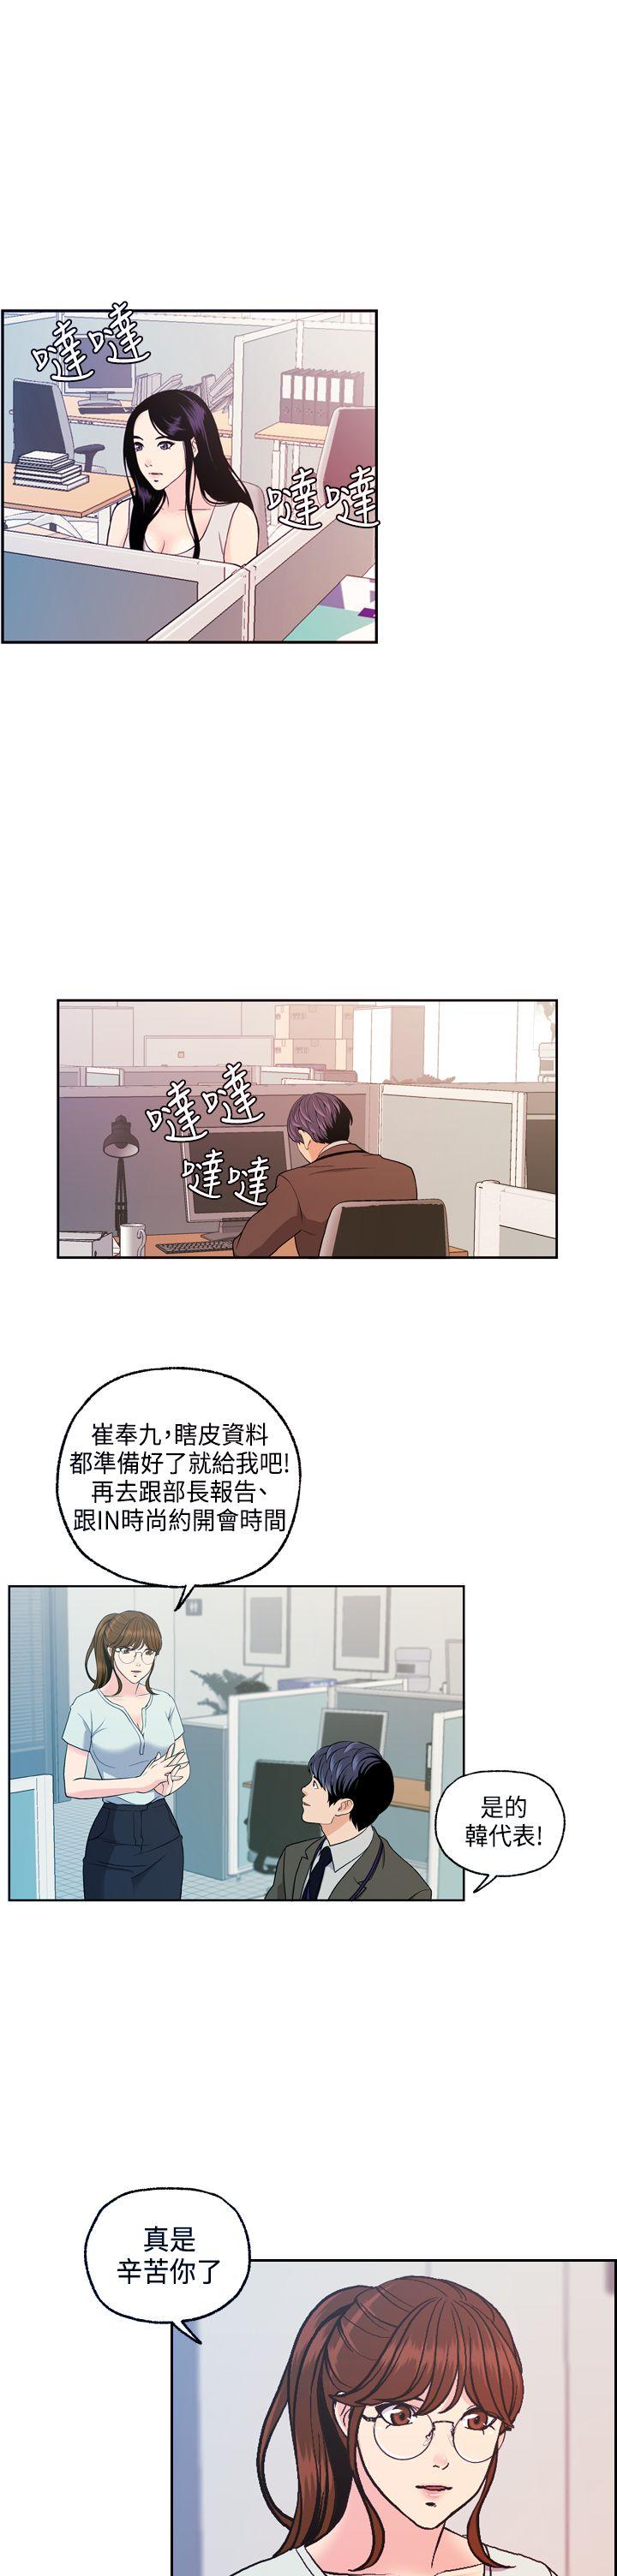 噠噠
噠噠
噠噠
噠噠
崔奉九，瞎皮資料
都準備好了就給我吧!
再去跟部長報告、
跟IN時尚約開會時間
是的
韓代表!
真是
辛苦你了